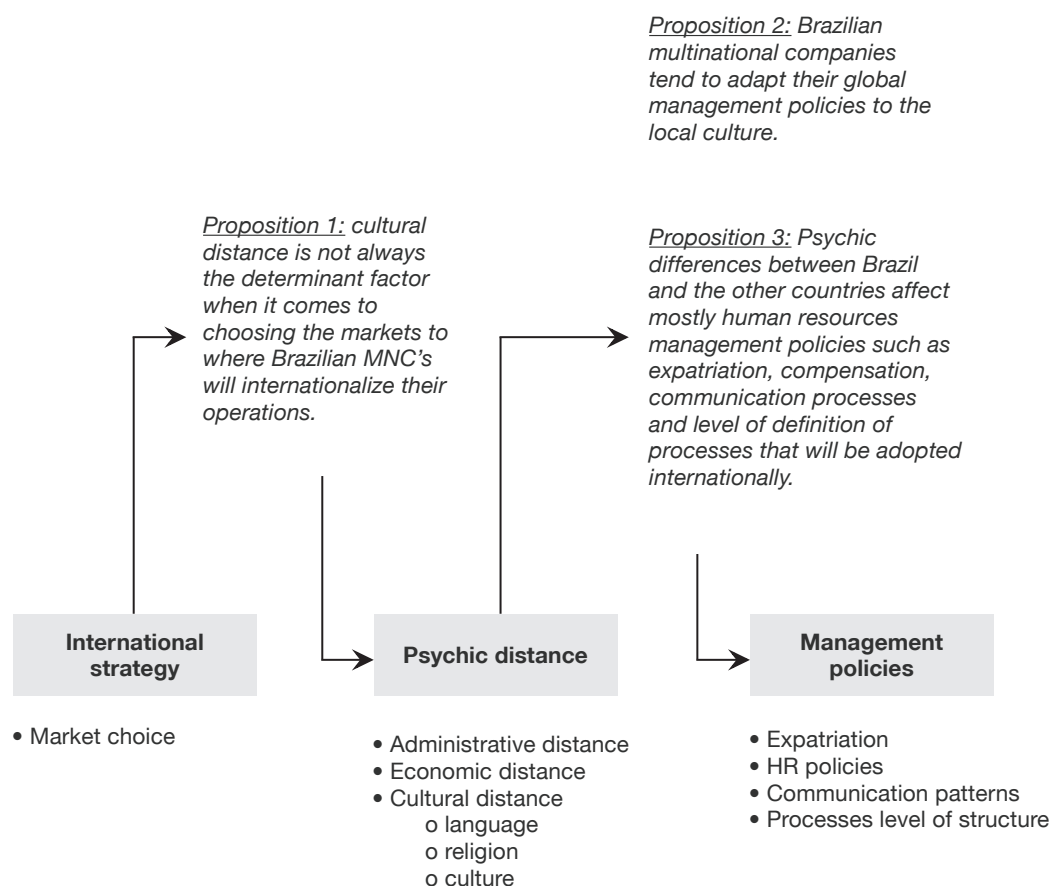 Proposition 2: Brazilian
multinational companies
tend to adapt their global
management policies to the
local culture.
Proposition 1: cultural
distance is not always
the determinant factor
when it comes to
choosing the markets to
where Brazilian MNC’s
will internationalize their
operations.
Proposition 3: Psychic
differences between Brazil
and the other countries affect
mostly human resources
management policies such as
expatriation, compensation,
communication processes
and level of definition of
processes that will be adopted
internationally.
International
strategy
• Market choice
Psychic distance
• Administrative distance
• Economic distance
• Cultural distance
o language
o religion
o culture
Management
policies
• Expatriation
• HR policies
• Communication patterns
• Processes level of structure